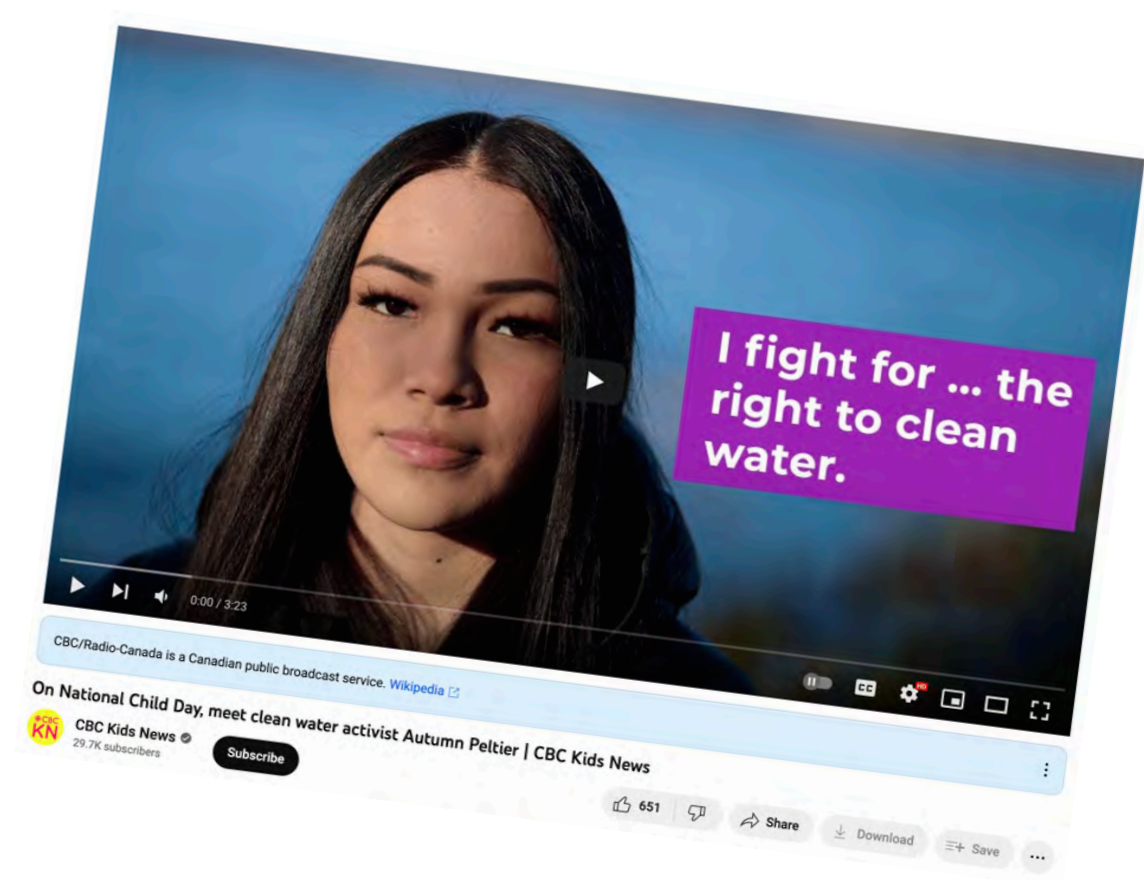 I fight for ... the
right to clean
water.
0:00 / 3:23
CC
HD
CBC/Radio-Canada is a Canadian public broadcast service. Wikipedia
On National Child Day, meet clean water activist Autumn Peltier | CBC Kids News
CBC
KN
CBC Kids News
29.7K subscribers
Subscribe
651
Share
Download
Save